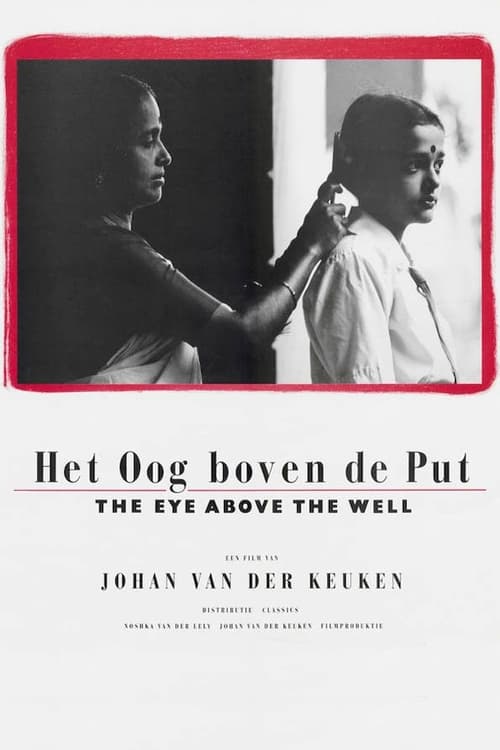 Het Oog boven de Put
THE EYE ABOVE THE WELL
EEN FILM VAN
JOHAN VAN DER KEUKEN
DISTRIBUTIE CLASSICS
NOSHKA VAN DER LELY JOHAN VAN DER KEUKEN FILMPRODUKTIE